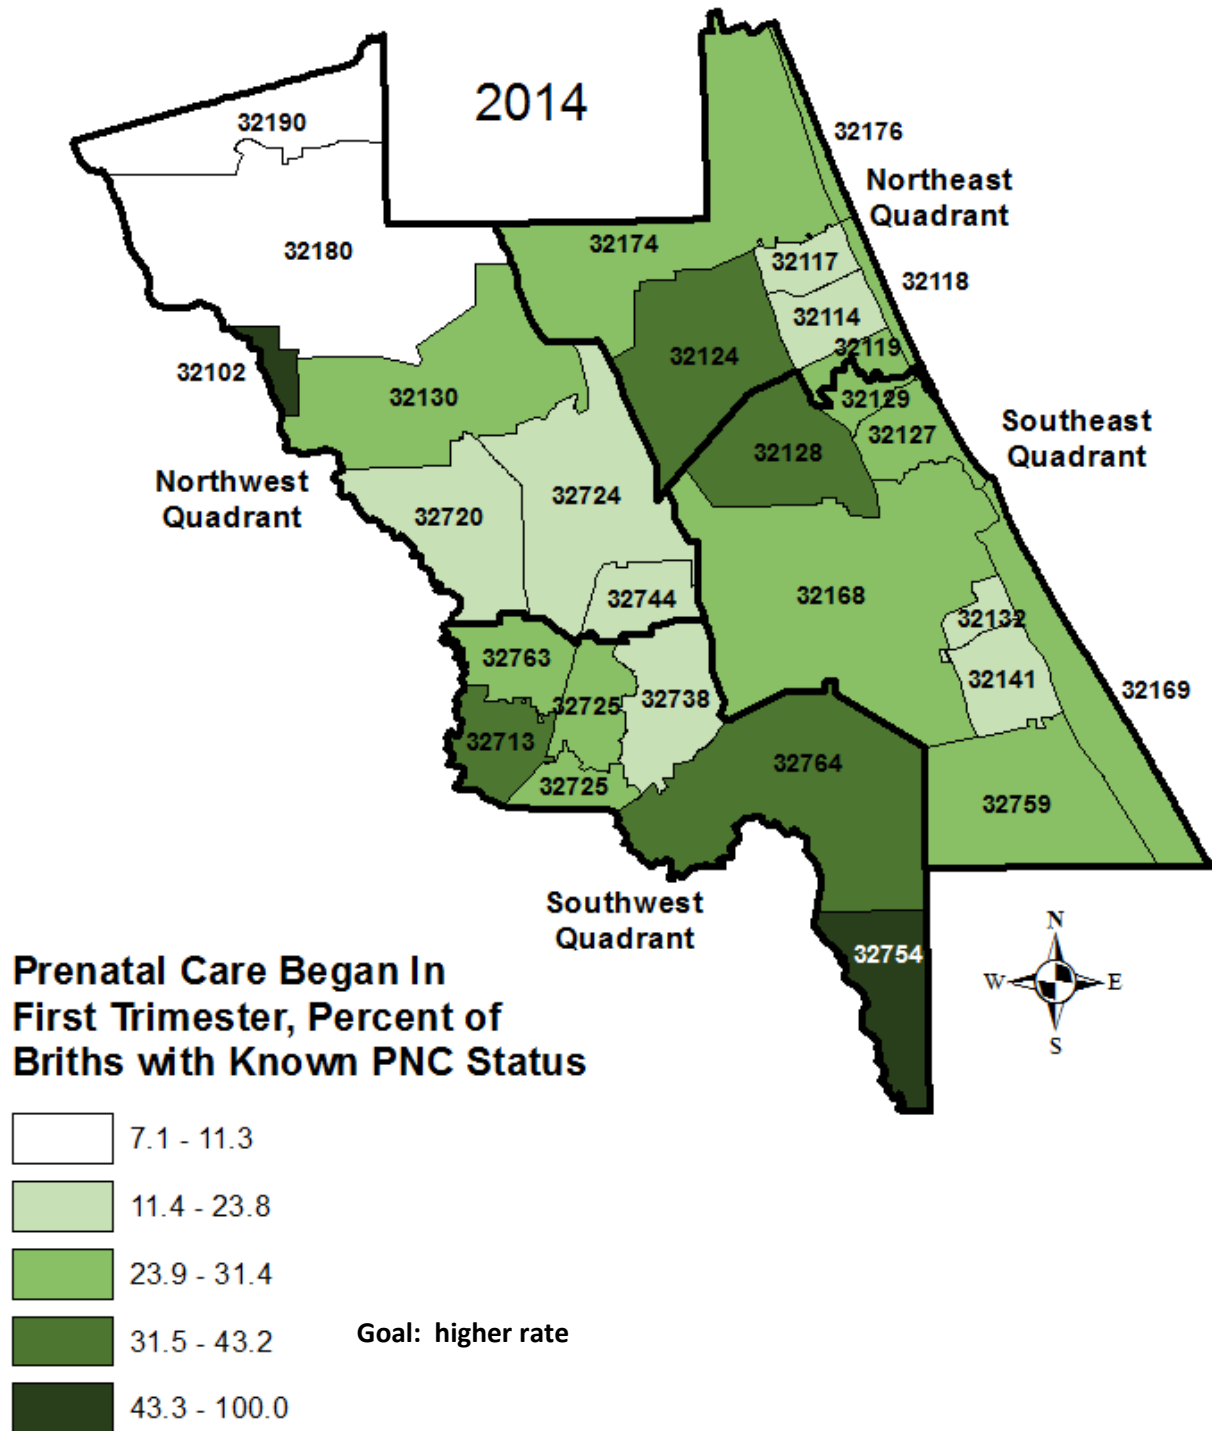 2014
32190
32176
Northeast
Quadrant
32180
32174
32117
32118
32114
32124
32119
32102
32130
32129
32127
Southeast
Quadrant
32128
Northwest
Quadrant
32724
32720
32168
32744
32132
32763
32141
32169
32738
32725
32713
32764
32725
32759
Southwest
Quadrant
N
32754
W
E
S
Prenatal Care Began In
First Trimester, Percent of
Briths with Known PNC Status
7.1 - 11.3
11.4 - 23.8
23.9 - 31.4
31.5 - 43.2
Goal: higher rate
43.3 - 100.0